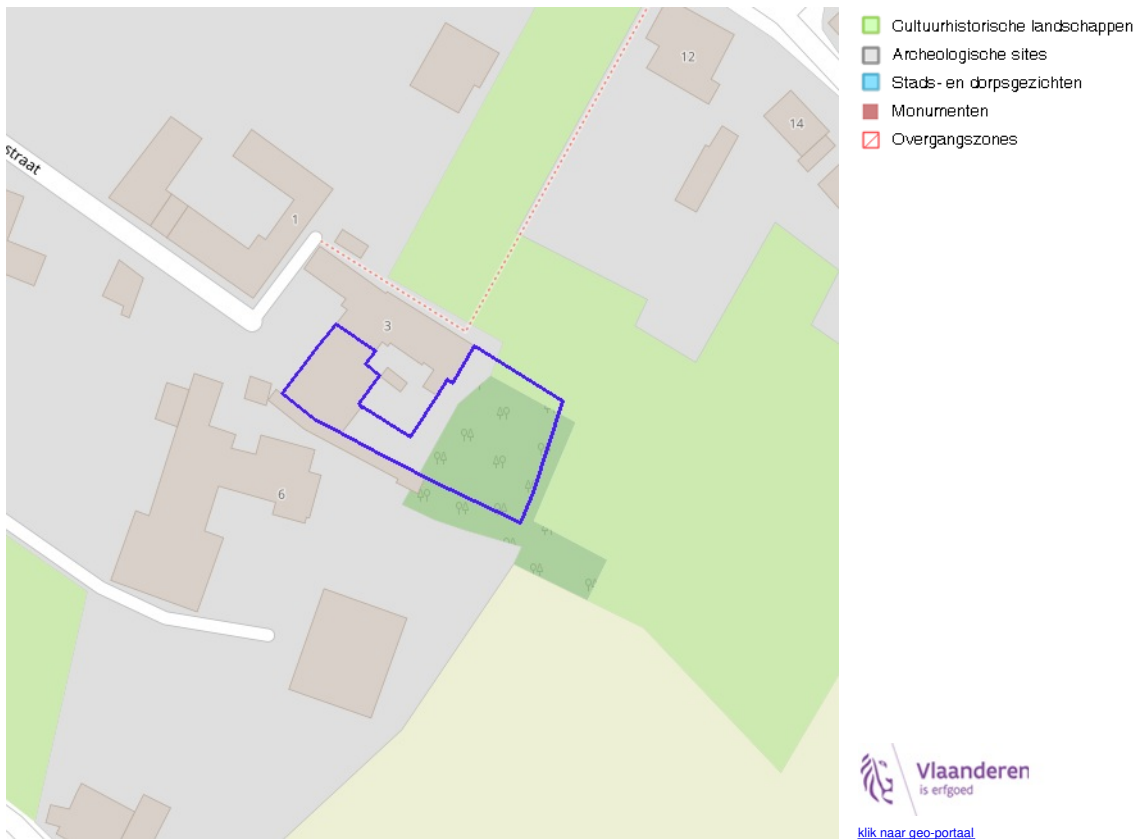 straat
1
3
6
12
14
Cultuurhistorische landschappen
Archeologische sites
Stads- en dorpsgezichten
Monumenten
Overgangszones
Vlaanderen
is erfgoed
klik naar geo-portaal